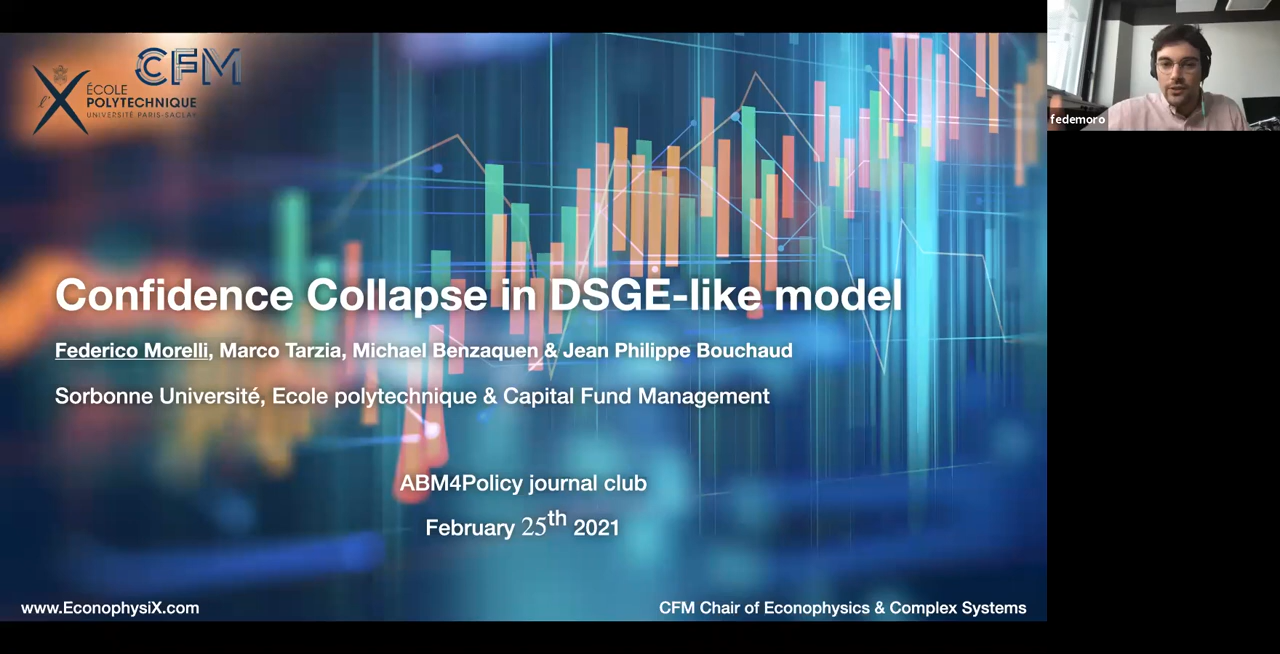 CFM
ÉCOLE
POLYTECHNIQUE
UNIVERSITÉ PARIS-SACLAY
fedemoro
Confidence Collapse in DSGE-like model
Federico Morelli, Marco Tarzia, Michael Benzaquen & Jean Philippe Bouchaud
Sorbonne Université, Ecole polytechnique & Capital Fund Management
ABM4Policy journal club
February 25th 2021
www.EconophysiX.com
CFM Chair of Econophysics & Complex Systems